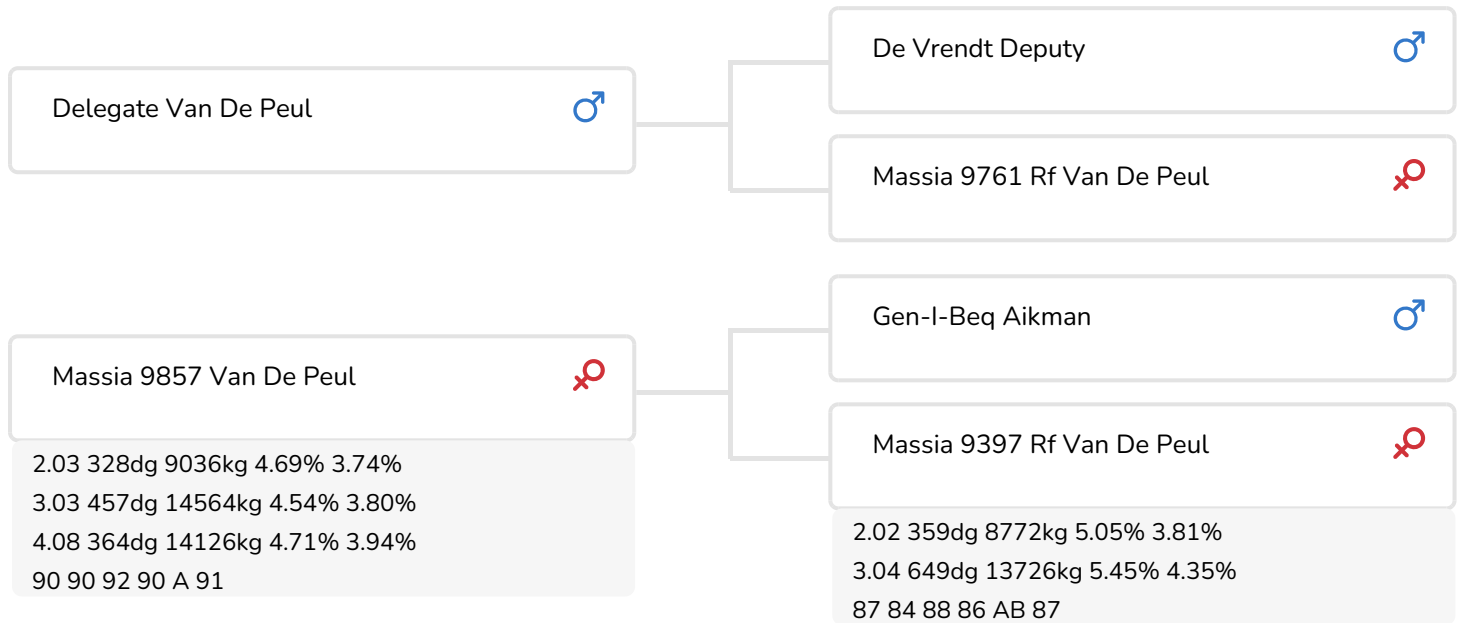 Delegate Van De Peul
De Vrendt Deputy
Massia 9761 Rf Van De Peul
Massia 9857 Van De Peul
2.03 328dg 9036kg 4.69% 3.74%
3.03 457dg 14564kg 4.54% 3.80%
4.08 364dg 14126kg 4.71% 3.94%
90 90 92 90 A 91
Gen-I-Beq Aikman
Massia 9397 Rf Van De Peul
2.02 359dg 8772kg 5.05% 3.81%
3.04 649dg 13726kg 5.45% 4.35%
87 84 88 86 AB 87